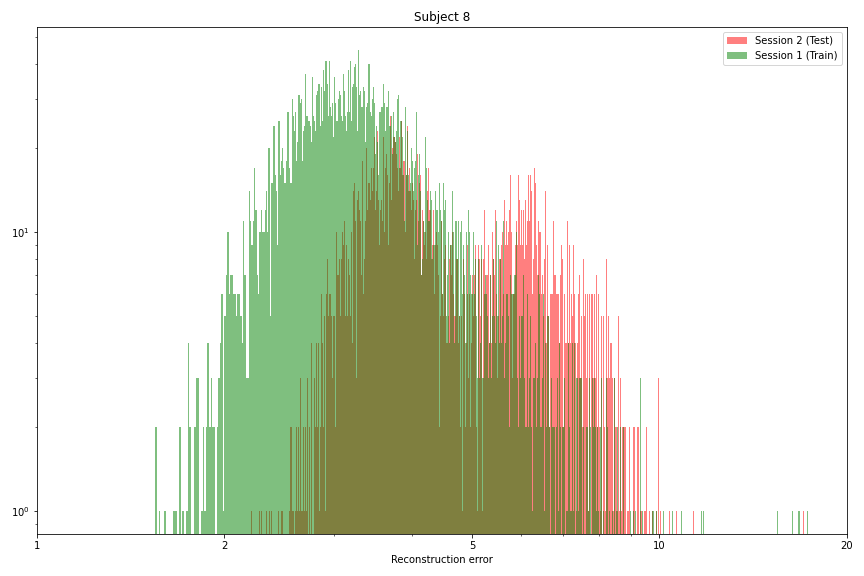 Subject 8
Session 2 (Test)
Session 1 (Train)
10¹
10⁰
1 2 5 10 20
Reconstruction error